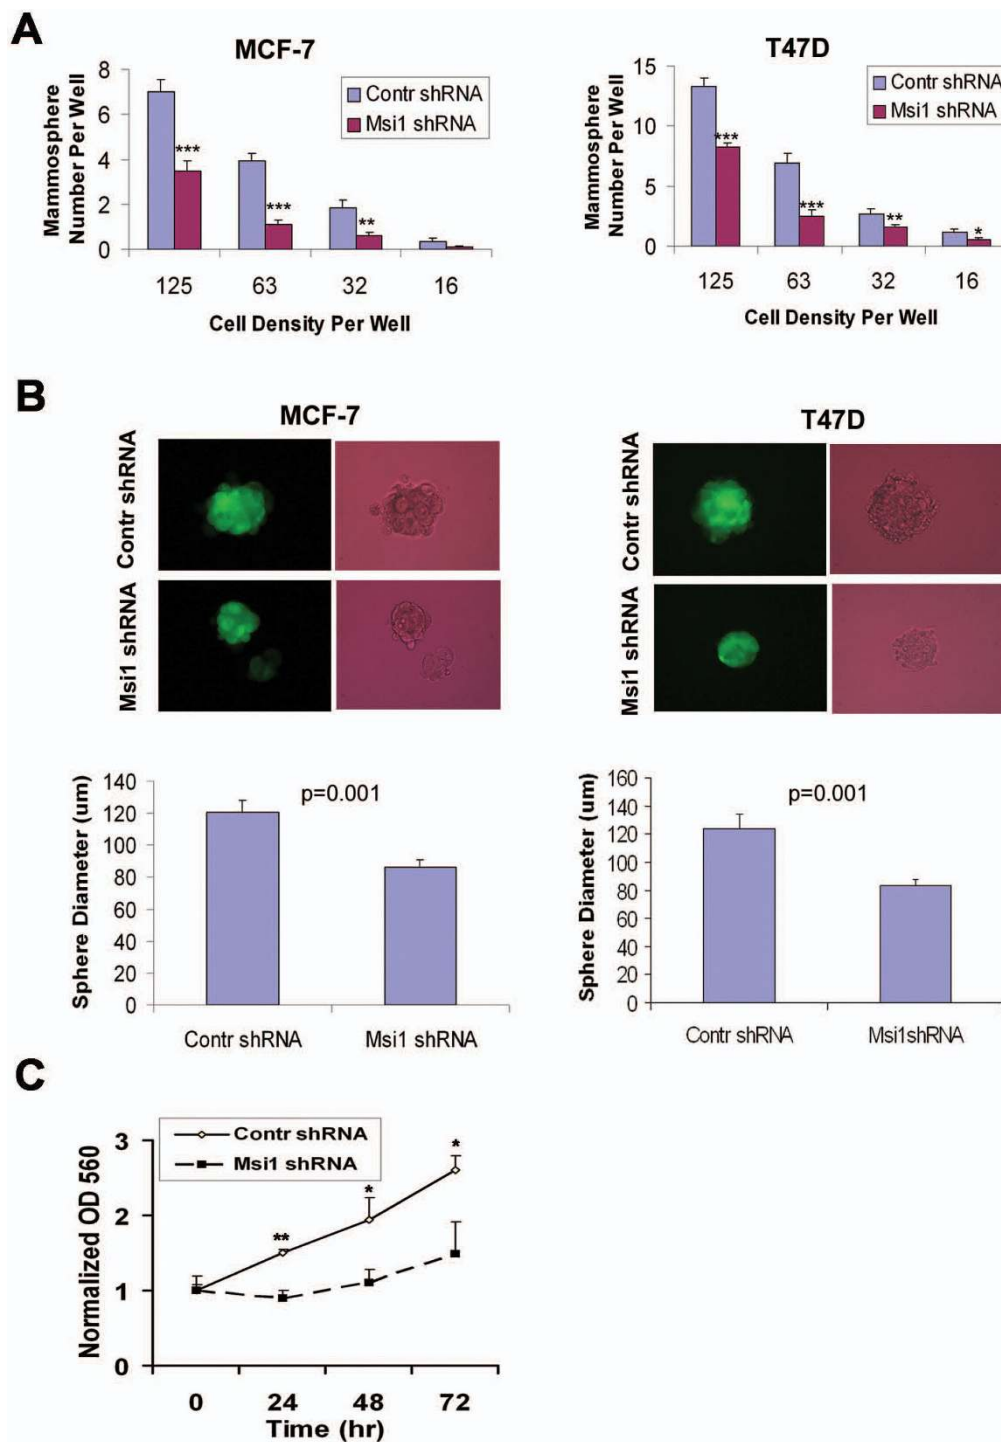 A
MCF-7
Mammosphere
Number Per Well
8
6
4
2
0
Contr shRNA
Msi1 shRNA
***
***
**
125 63 32 16
Cell Density Per Well
T47D
Mammosphere
Number Per Well
15
10
5
0
Contr shRNA
Msi1 shRNA
***
***
**
*
125 63 32 16
Cell Density Per Well
B
MCF-7
Contr shRNA
Msi1 shRNA
T47D
Contr shRNA
Msi1 shRNA
Sphere Diameter (um)
140
120
100
80
60
40
20
0
p=0.001
Contr shRNA Msi1 shRNA
Sphere Diameter (um)
160
140
120
100
80
60
40
20
0
p=0.001
Contr shRNA Msi1shRNA
C
Normalized OD 560
3
2
1
0
Contr shRNA
Msi1 shRNA
**
*
*
0 24 48 72
Time (hr)